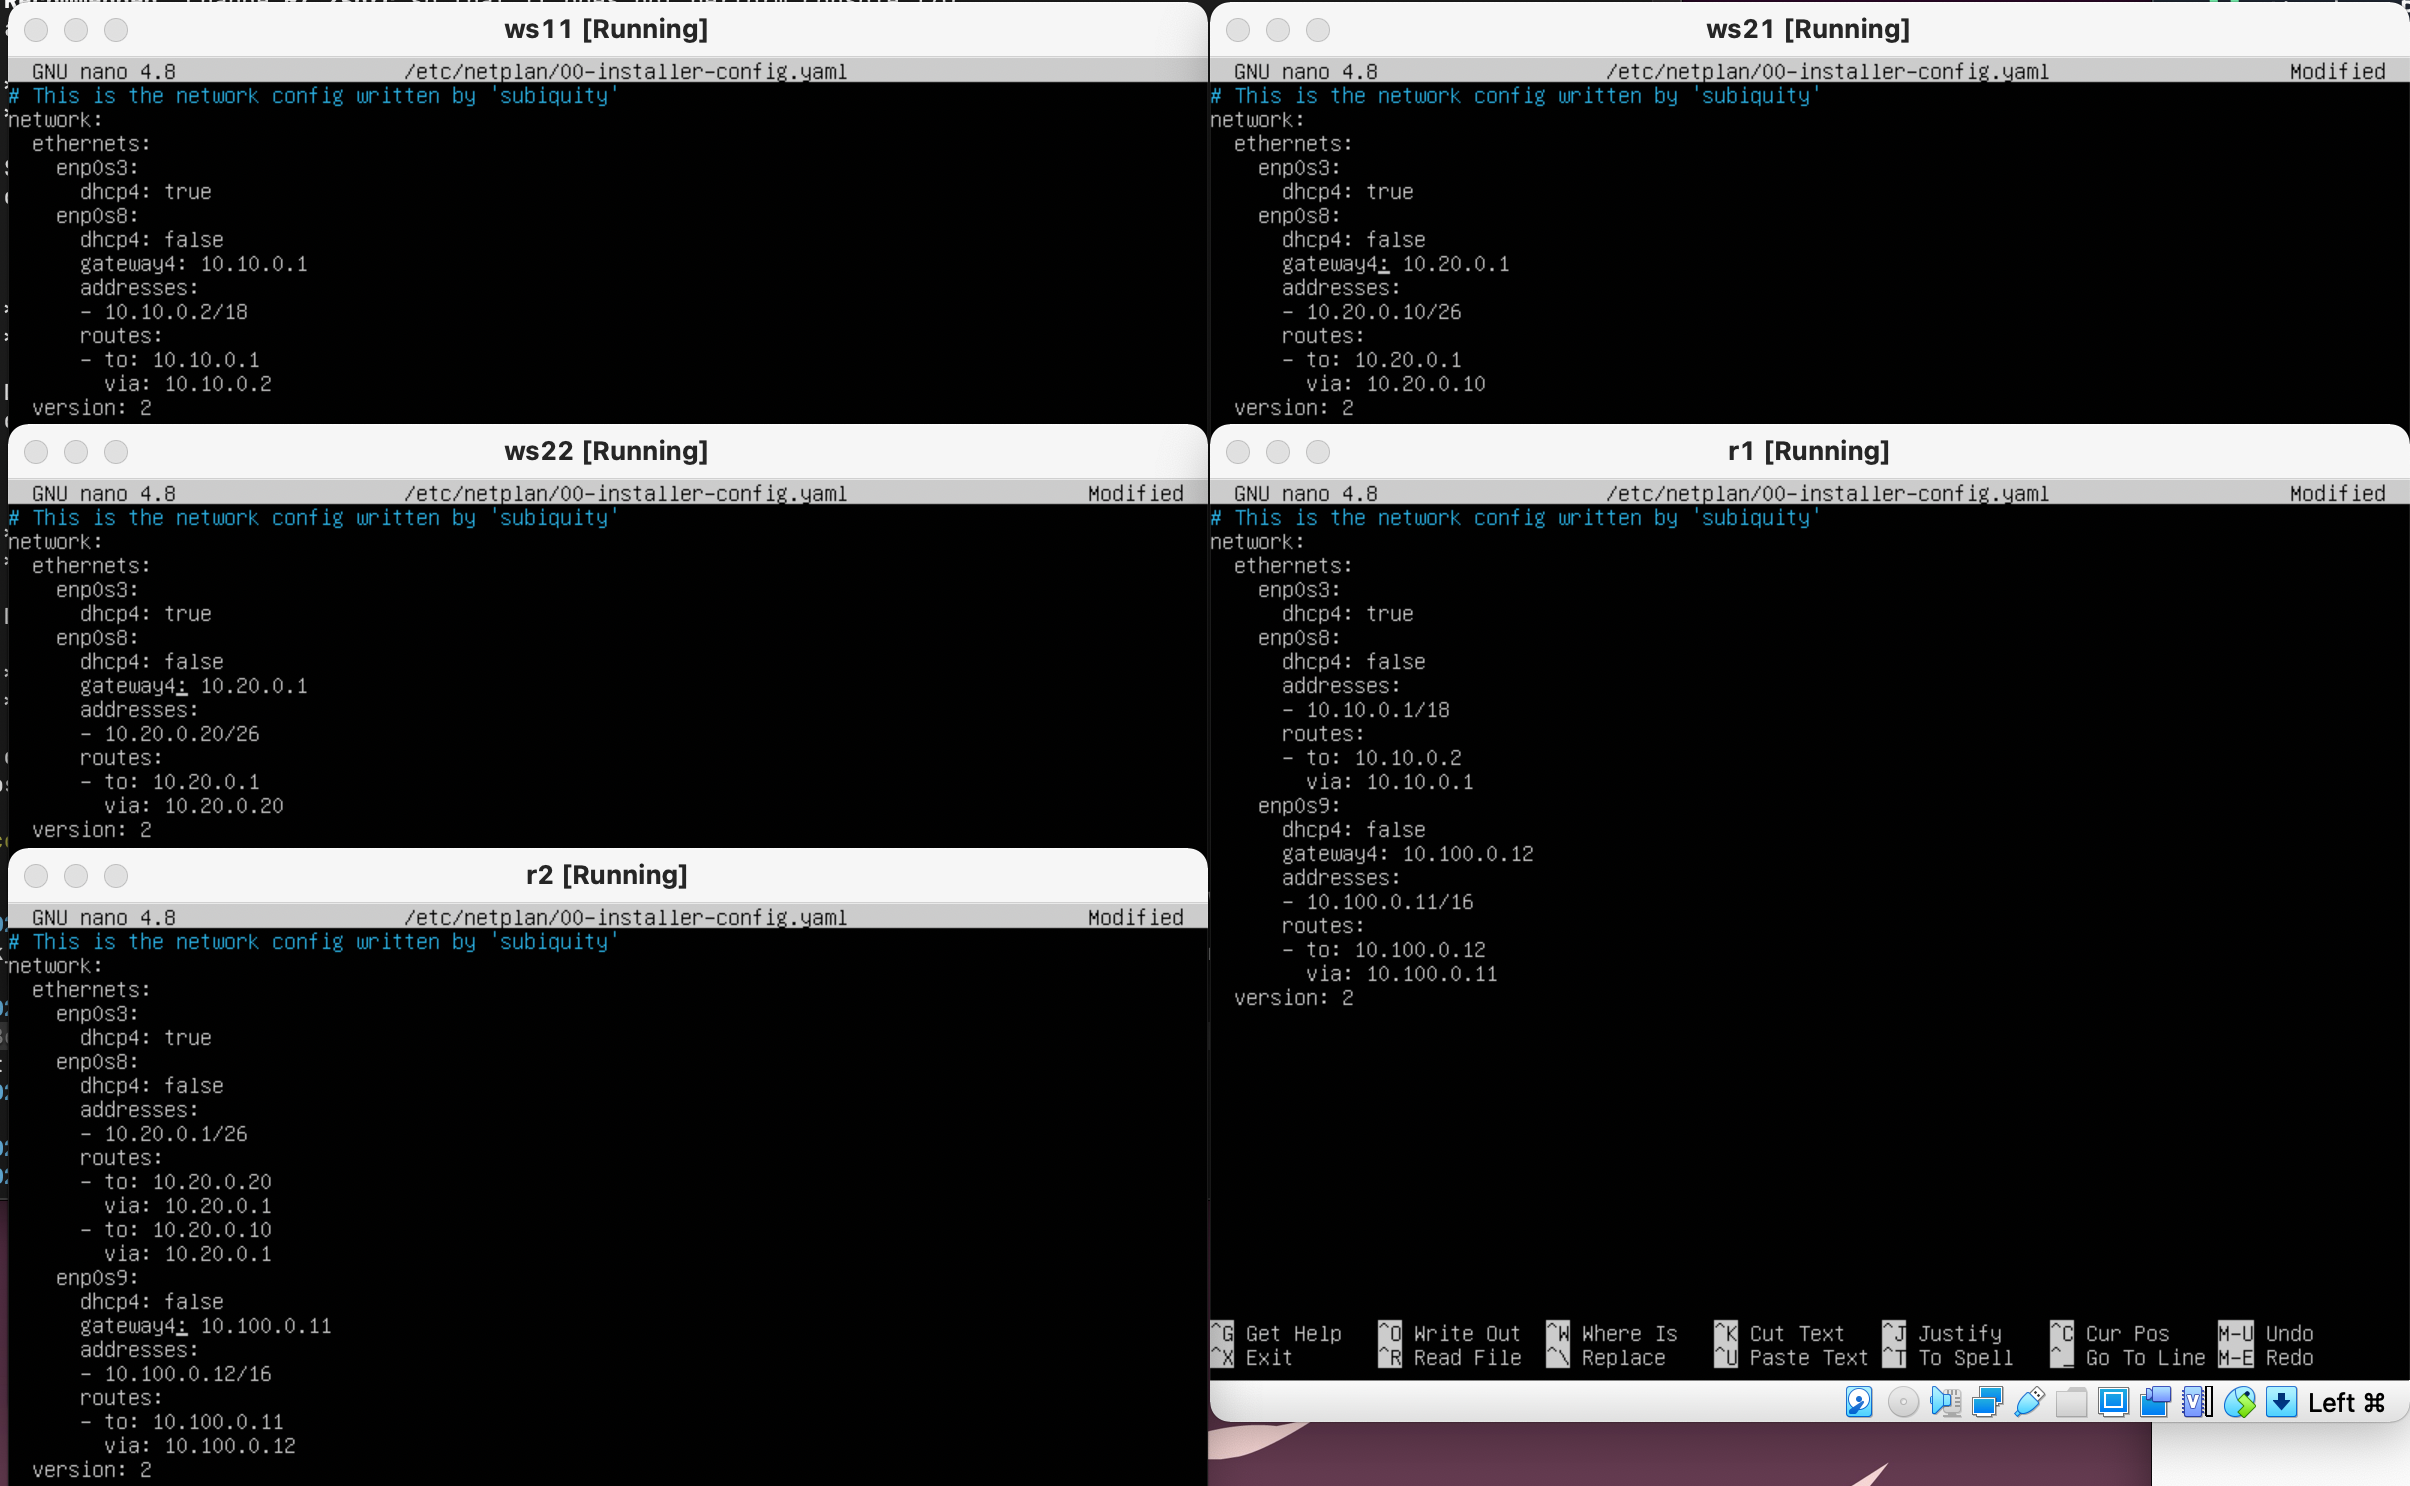 ws11 [Running]
GNU nano 4.8 /etc/netplan/00-installer-config.yaml
# This is the network config written by 'subiquity'
network:
  ethernets:
    enp0s3:
      dhcp4: true
    enp0s8:
      dhcp4: false
      gateway4: 10.10.0.1
      addresses:
      - 10.10.0.2/18
      routes:
      - to: 10.10.0.1
        via: 10.10.0.2
  version: 2
ws21 [Running]
GNU nano 4.8 /etc/netplan/00-installer-config.yaml Modified
# This is the network config written by 'subiquity'
network:
  ethernets:
    enp0s3:
      dhcp4: true
    enp0s8:
      dhcp4: false
      gateway4: 10.20.0.1
      addresses:
      - 10.20.0.10/26
      routes:
      - to: 10.20.0.1
        via: 10.20.0.10
  version: 2
ws22 [Running]
GNU nano 4.8 /etc/netplan/00-installer-config.yaml Modified
# This is the network config written by 'subiquity'
network:
  ethernets:
    enp0s3:
      dhcp4: true
    enp0s8:
      dhcp4: false
      gateway4: 10.20.0.1
      addresses:
      - 10.20.0.20/26
      routes:
      - to: 10.20.0.1
        via: 10.20.0.20
  version: 2
r1 [Running]
GNU nano 4.8 /etc/netplan/00-installer-config.yaml Modified
# This is the network config written by 'subiquity'
network:
  ethernets:
    enp0s3:
      dhcp4: true
    enp0s8:
      dhcp4: false
      addresses:
      - 10.10.0.1/18
      routes:
      - to: 10.10.0.2
        via: 10.10.0.1
    enp0s9:
      dhcp4: false
      gateway4: 10.100.0.12
      addresses:
      - 10.100.0.11/16
      routes:
      - to: 10.100.0.12
        via: 10.100.0.11
  version: 2
^G Get Help ^O Write Out ^W Where Is ^K Cut Text ^J Justify ^C Cur Pos M-U Undo
^X Exit ^R Read File ^\ Replace ^U Paste Text ^T To Spell ^_ Go To Line M-E Redo
Left ⌘
r2 [Running]
GNU nano 4.8 /etc/netplan/00-installer-config.yaml Modified
# This is the network config written by 'subiquity'
network:
  ethernets:
    enp0s3:
      dhcp4: true
    enp0s8:
      dhcp4: false
      addresses:
      - 10.20.0.1/26
      routes:
      - to: 10.20.0.20
        via: 10.20.0.1
      - to: 10.20.0.10
        via: 10.20.0.1
    enp0s9:
      dhcp4: false
      gateway4: 10.100.0.11
      addresses:
      - 10.100.0.12/16
      routes:
      - to: 10.100.0.11
        via: 10.100.0.12
  version: 2